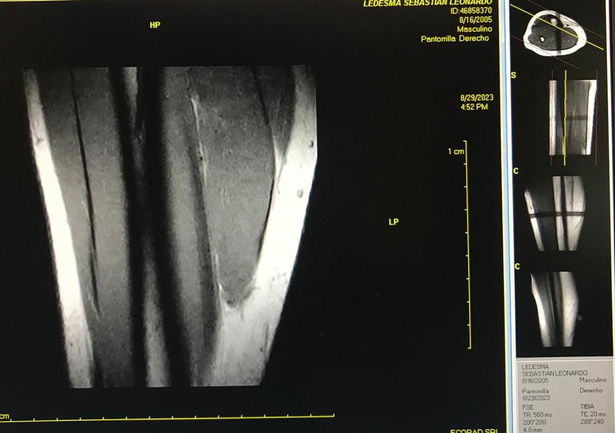 LEDESMA SEBASTIAN LEONARDO
ID:46858370
8/16/2005
Masculino
Pantorrilla Derecho
HP
8/29/2023
4:52 PM
1 cm
LP
cm
ECORAD SRL
S
C
C
LEDESMA
SEBASTIAN LEONARDO
8/16/2005 Masculino
Pantorrilla Derecho
8/29/2023
FSE TIBIA
TR: 560 ms TE: 20 ms
200*200 288*240
4.0 mm